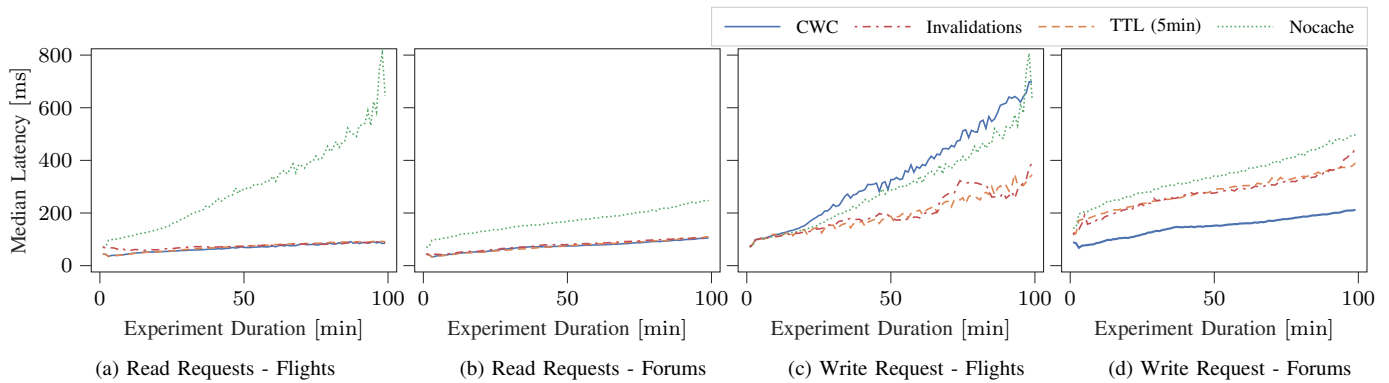 CWC Invalidations TTL (5min) Nocache
800
600
400
200
0
Median Latency [ms]
0 50 100
0 50 100
0 50 100
0 50 100
Experiment Duration [min]
Experiment Duration [min]
Experiment Duration [min]
Experiment Duration [min]
(a) Read Requests - Flights
(b) Read Requests - Forums
(c) Write Request - Flights
(d) Write Request - Forums